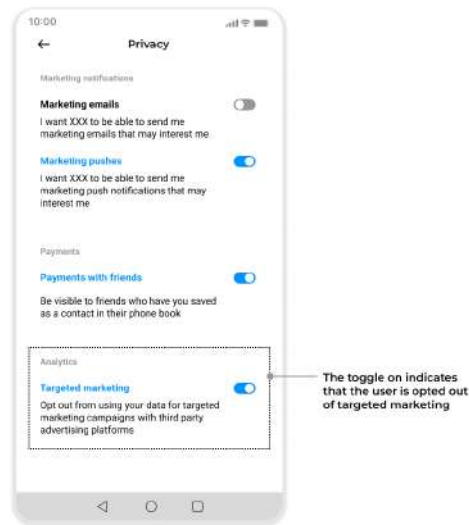 10:00
Privacy
Marketing notifications
Marketing emails
I want XXX to be able to send me
marketing emails that may interest me
Marketing pushes
I want XXX to be able to send me
marketing push notifications that may
interest me
Payments
Payments with friends
Be visible to friends who have you saved
as a contact in their phone book
Analytics
Targeted marketing
Opt out from using your data for targeted
marketing campaigns with third party
advertising platforms
The toggle on indicates
that the user is opted out
of targeted marketing